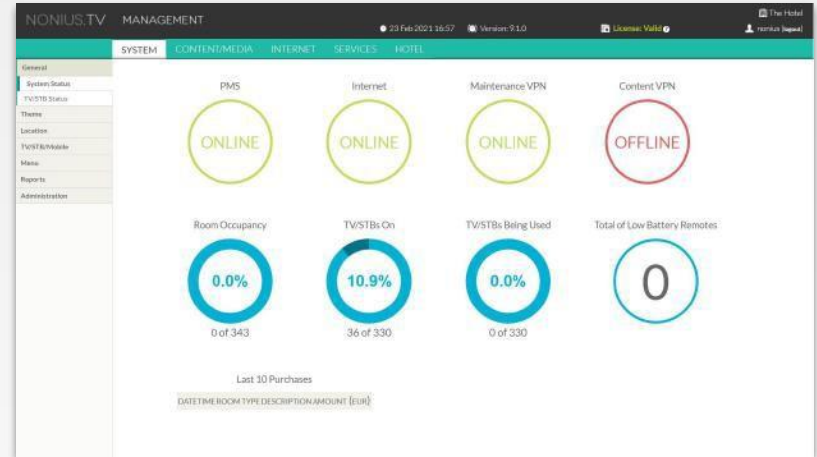 NONIUS.TV MANAGEMENT
23 Feb 2021 16:57 Version: 9.1.0 License: Valid
The Hotel
nonius [logout]
SYSTEM CONTENT/MEDIA INTERNET SERVICES HOTEL
General
System Status
TV/STB Status
Theme
Location
TV/STB/Mobile
Menu
Reports
Administration
PMS Internet Maintenance VPN Content VPN
ONLINE ONLINE ONLINE OFFLINE
Room Occupancy TV/STBs On TV/STBs Being Used Total of Low Battery Remotes
0.0% 10.9% 0.0% 0
0 of 343 36 of 330 0 of 330
Last 10 Purchases
DATETIME ROOM TYPE DESCRIPTION AMOUNT (EUR)